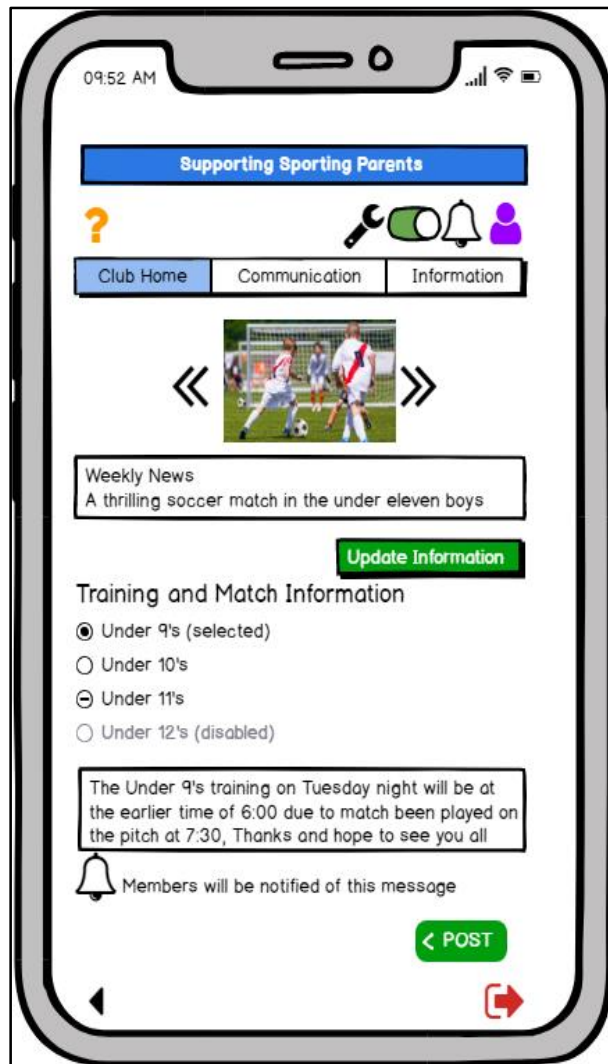 09:52 AM
Supporting Sporting Parents
?
Club Home Communication Information
Weekly News
A thrilling soccer match in the under eleven boys
Update Information
Training and Match Information
Under 9's (selected)
Under 10's
Under 11's
Under 12's (disabled)
The Under 9's training on Tuesday night will be at
the earlier time of 6:00 due to match been played on
the pitch at 7:30, Thanks and hope to see you all
Members will be notified of this message
< POST